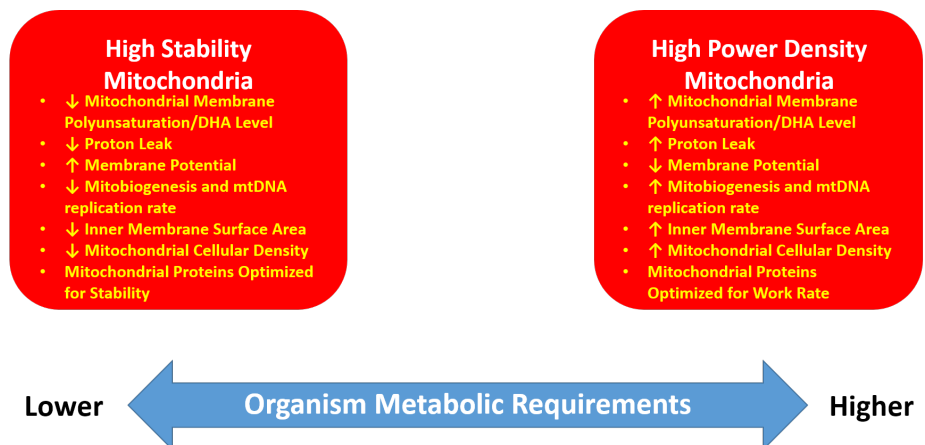 High Stability
Mitochondria
• ↓ Mitochondrial Membrane
Polyunsaturation/DHA Level
• ↓ Proton Leak
• ↑ Membrane Potential
• ↓ Mitobiogenesis and mtDNA
replication rate
• ↓ Inner Membrane Surface Area
• ↓ Mitochondrial Cellular Density
• Mitochondrial Proteins Optimized
for Stability
High Power Density
Mitochondria
• ↑ Mitochondrial Membrane
Polyunsaturation/DHA Level
• ↑ Proton Leak
• ↓ Membrane Potential
• ↑ Mitobiogenesis and mtDNA
replication rate
• ↑ Inner Membrane Surface Area
• ↑ Mitochondrial Cellular Density
• Mitochondrial Proteins
Optimized for Work Rate
Lower
Organism Metabolic Requirements
Higher